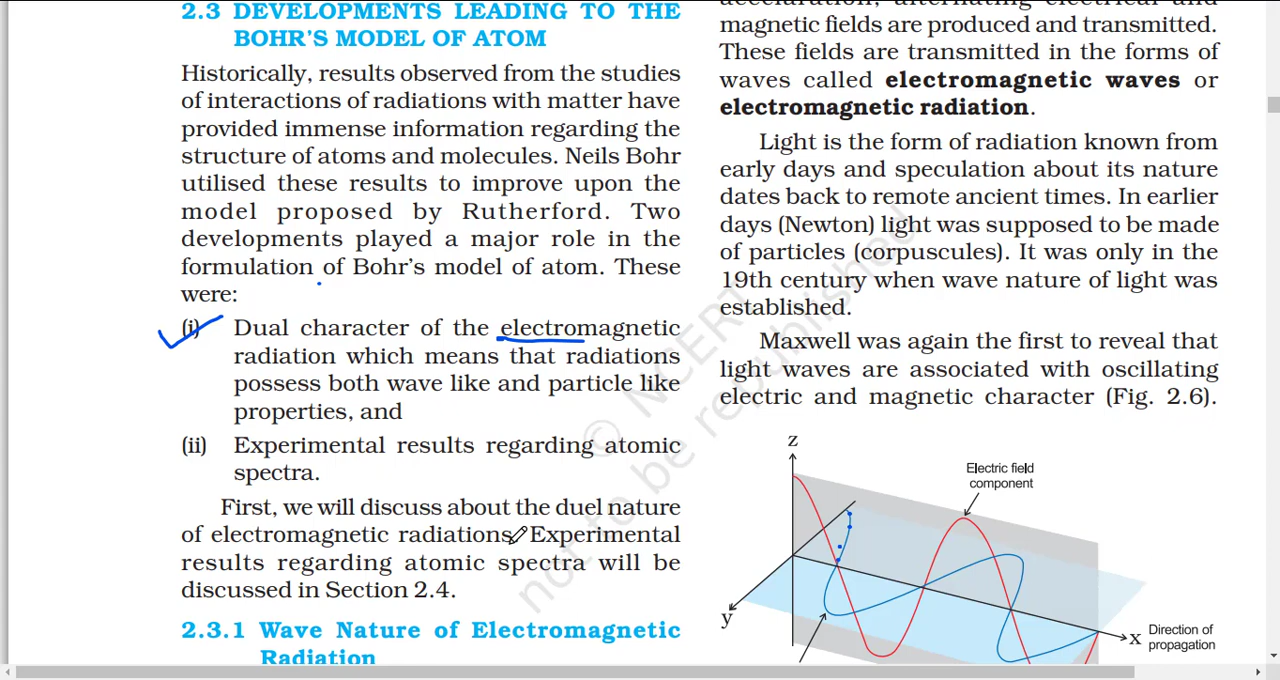 2.3 DEVELOPMENTS LEADING TO THE
BOHR'S MODEL OF ATOM
Historically, results observed from the studies
of interactions of radiations with matter have
provided immense information regarding the
structure of atoms and molecules. Neils Bohr
utilised these results to improve upon the
model proposed by Rutherford. Two
developments played a major role in the
formulation of Bohr's model of atom. These
were:
(i) Dual character of the electromagnetic
radiation which means that radiations
possess both wave like and particle like
properties, and
(ii) Experimental results regarding atomic
spectra.
First, we will discuss about the duel nature
of electromagnetic radiations. Experimental
results regarding atomic spectra will be
discussed in Section 2.4.
2.3.1 Wave Nature of Electromagnetic
Radiation
acceleration, alternating electrical and
magnetic fields are produced and transmitted.
These fields are transmitted in the forms of
waves called electromagnetic waves or
electromagnetic radiation.
Light is the form of radiation known from
early days and speculation about its nature
dates back to remote ancient times. In earlier
days (Newton) light was supposed to be made
of particles (corpuscules). It was only in the
19th century when wave nature of light was
established.
Maxwell was again the first to reveal that
light waves are associated with oscillating
electric and magnetic character (Fig. 2.6).
z
Electric field
component
y
x
Direction of
propagation
© NCERT
not to be republished